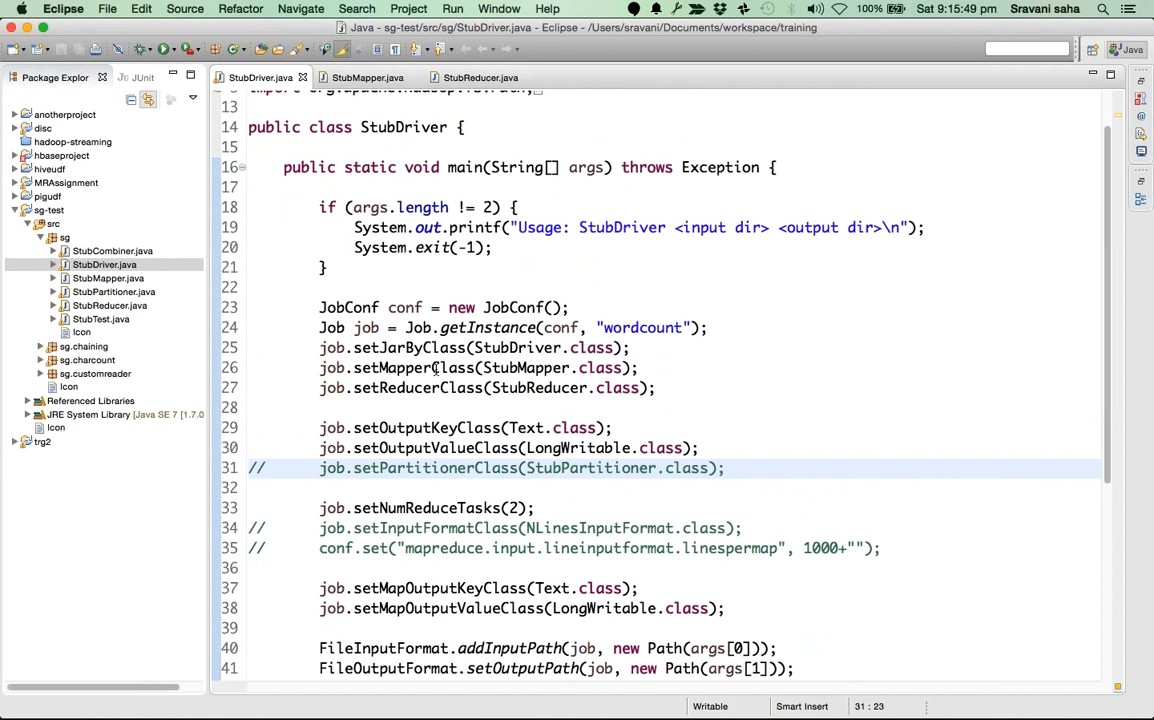 Eclipse File Edit Source Refactor Navigate Search Project Run Window Help 100% Sat 9:15:49 PM Sravani saha
Java - sg-test/src/sg/StubDriver.java - Eclipse - /Users/sravani/Documents/workspace/training
Java
Package Explor JUnit
StubDriver.java StubMapper.java StubReducer.java
anotherproject
disc
hadoop-streaming
hbaseproject
hiveudf
MRAssignment
pigudf
sg-test
src
sg
StubCombiner.java
StubDriver.java
StubMapper.java
StubPartitioner.java
StubReducer.java
StubTest.java
Icon
sg.chaining
sg.charcount
sg.customreader
Icon
Referenced Libraries
JRE System Library [Java SE 7 [1.7.0
Icon
trg2
13
14 public class StubDriver {
15
16 public static void main(String[] args) throws Exception {
17
18 if (args.length != 2) {
19 System.out.printf("Usage: StubDriver <input dir> <output dir>\n");
20 System.exit(-1);
21 }
22
23 JobConf conf = new JobConf();
24 Job job = Job.getInstance(conf, "wordcount");
25 job.setJarByClass(StubDriver.class);
26 job.setMapperClass(StubMapper.class);
27 job.setReducerClass(StubReducer.class);
28
29 job.setOutputKeyClass(Text.class);
30 job.setOutputValueClass(LongWritable.class);
31 // job.setPartitionerClass(StubPartitioner.class);
32
33 job.setNumReduceTasks(2);
34 // job.setInputFormatClass(NLinesInputFormat.class);
35 // conf.set("mapreduce.input.lineinputformat.linespermap", 1000+"");
36
37 job.setMapOutputKeyClass(Text.class);
38 job.setMapOutputValueClass(LongWritable.class);
39
40 FileInputFormat.addInputPath(job, new Path(args[0]));
41 FileOutputFormat.setOutputPath(job, new Path(args[1]));
Writable Smart Insert 31 : 23